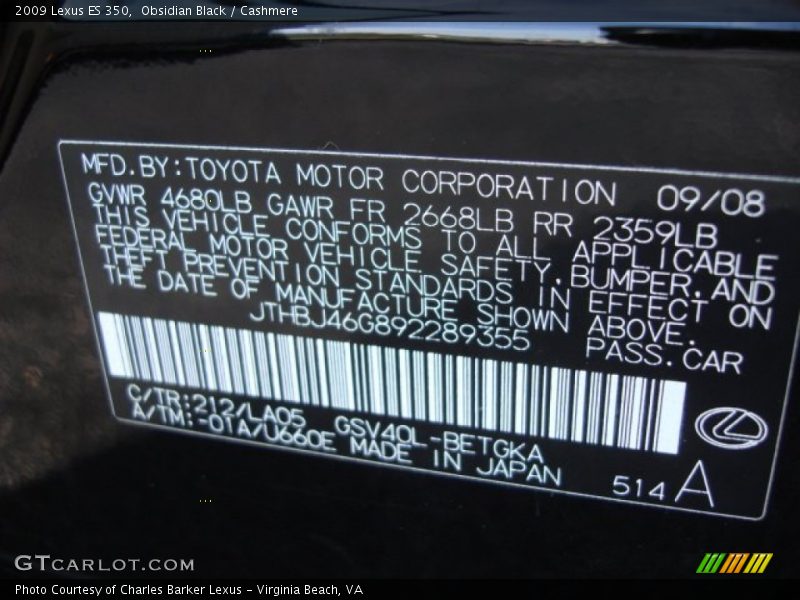 2009 Lexus ES 350,  Obsidian Black / Cashmere
MFD. BY: TOYOTA MOTOR CORPORATION 09/08
GVWR 4680LB GAWR FR 2668LB RR 2359LB
THIS VEHICLE CONFORMS TO ALL APPLICABLE
FEDERAL MOTOR VEHICLE SAFETY, BUMPER, AND
THEFT PREVENTION STANDARDS IN EFFECT ON
THE DATE OF MANUFACTURE SHOWN ABOVE.
JTHBJ46G892289355 PASS. CAR
C/TR: 212/LA05 GSV40L-BETGKA
A/TM: -01A/U660E MADE IN JAPAN
514 A
GTCARLOT.COM
Photo Courtesy of Charles Barker Lexus - Virginia Beach, VA